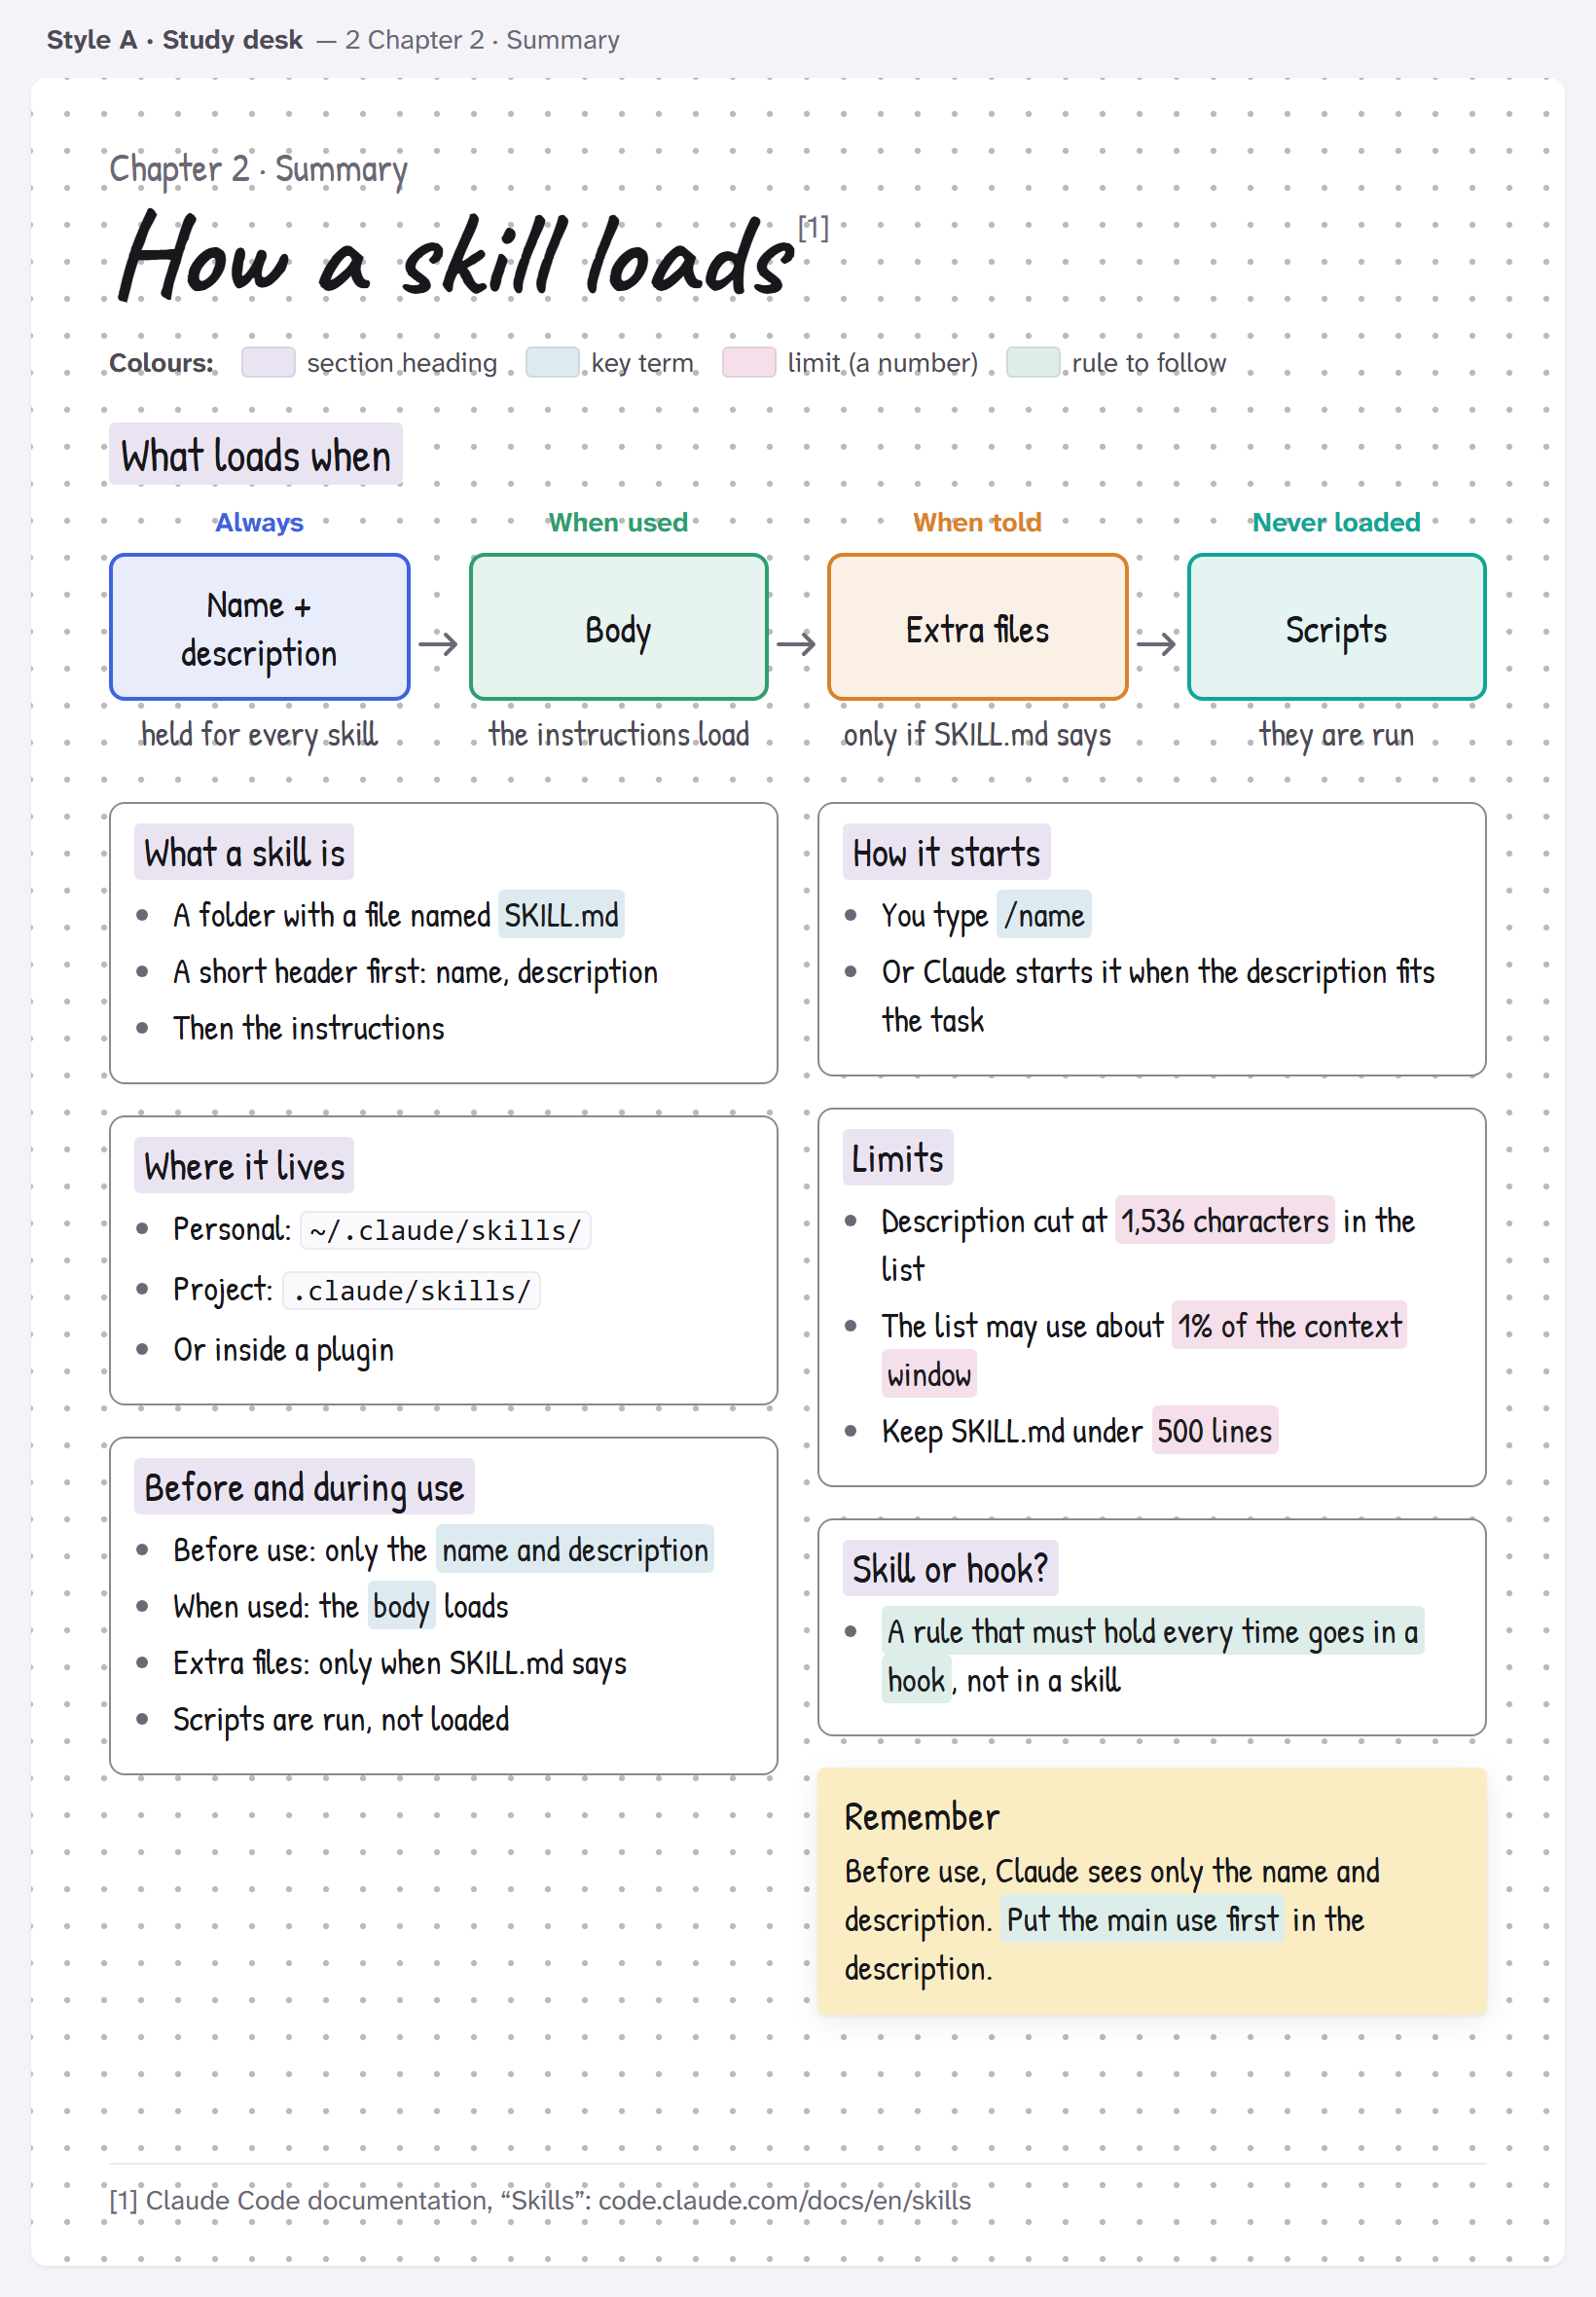 Style A · Study desk — 2 Chapter 2 · Summary
Chapter 2 · Summary
How a skill loads[1]
Colours: section heading key term limit (a number) rule to follow
What loads when
Always When used When told Never loaded
Name +
description
Body
Extra files
Scripts
→ → →
held for every skill the instructions load only if SKILL.md says they are run
What a skill is
• A folder with a file named SKILL.md
• A short header first: name, description
• Then the instructions
Where it lives
• Personal: ~/.claude/skills/
• Project: .claude/skills/
• Or inside a plugin
Before and during use
• Before use: only the name and description
• When used: the body loads
• Extra files: only when SKILL.md says
• Scripts are run, not loaded
How it starts
• You type /name
• Or Claude starts it when the description fits
the task
Limits
• Description cut at 1,536 characters in the
list
• The list may use about 1% of the context
window
• Keep SKILL.md under 500 lines
Skill or hook?
• A rule that must hold every time goes in a
hook, not in a skill
Remember
Before use, Claude sees only the name and
description. Put the main use first in the
description.
[1] Claude Code documentation, “Skills”: code.claude.com/docs/en/skills